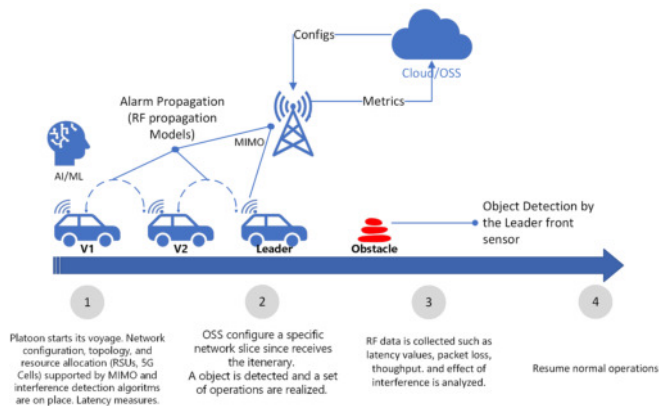 Configs
Cloud/OSS
Metrics
Alarm Propagation
(RF propagation
Models)
MIMO
AI/ML
Object Detection by
the Leader front
sensor
V1
V2
Leader
Obstacle
1
2
3
4
Platoon starts its voyage. Network
configuration, topology, and
resource allocation (RSUs, 5G
Cells) supported by MIMO and
interference detection algoritms
are on place. Latency measures.
OSS configure a specific
network slice since receives
the itenerary.
A object is detected and a set
of operations are realized.
RF data is collected such as
latency values, packet loss,
thoughput. and effect of
interference is analyzed.
Resume normal operations